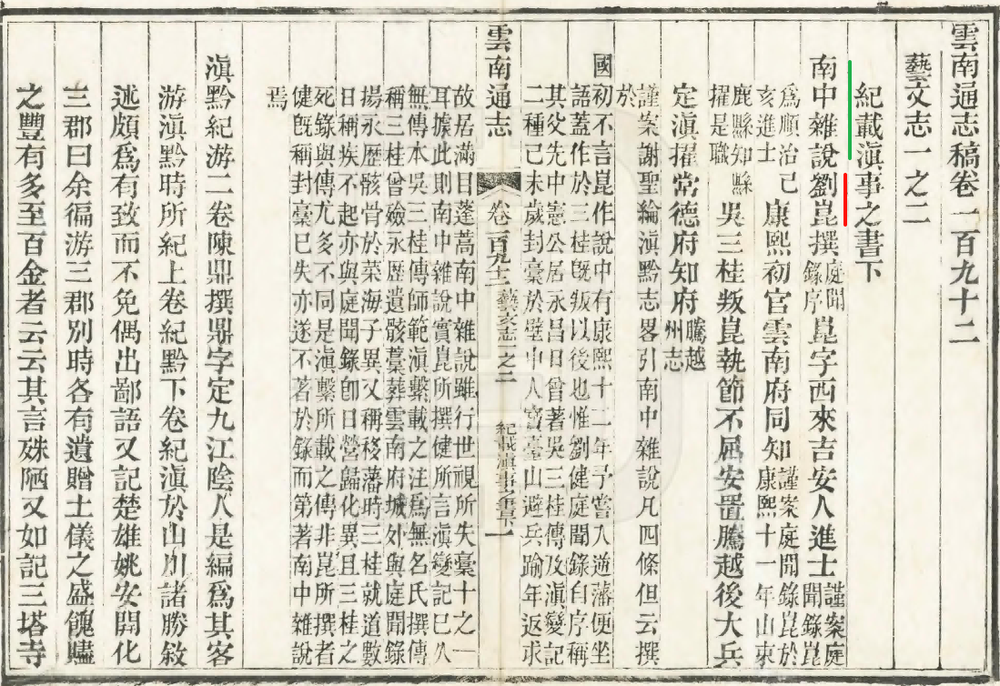 雲南通志稿卷一百九十二
藝文志一之二
紀載滇事之書下
南中雜說劉崑撰庭聞錄序崑字西來吉安人進士謹案庭聞錄崑
爲順治己亥進士康熙初官雲南府同知謹案庭聞錄崑於康熙十一年山東
鹿縣知縣擢是職吳三桂叛崑執節不屈安置騰越後大兵
定滇擢常德府知府騰越州志
謹案謝聖綸滇黔志畧引南中雜說凡四條但云撰
於
國初不言崑作說中有康熙十二年予嘗入逆藩便坐
語蓋作於三桂旣叛以後也惟劉健庭聞錄自序稱
其父先中憲公居永昌日曾著吳三桂傳及滇變記
二種己未歲封稾於壁中人寶臺山避兵踰年返求
雲南通志 卷百九十二 藝文志一之二 紀載滇事之書下 一
故居滿目蓬蒿南中雜說雖行世視所失稾十之一
耳據此則南中雜說實崑所撰健所言滇變記已久
無傳本吳三桂傳師範滇繫載之注爲無名氏撰傳
稱三桂曾礆永歷遺骸藁葬雲南府城外與庭聞錄
揚永歷骸骨於菜海子異又稱移藩時三桂就道數
日稱疾不起亦與庭聞錄卽日營歸化異且三桂之
死錄與傳尤多不同是滇繫所載之傳非崑所撰者
健旣稱封稾已失亦遂不著於錄而第著南中雜說
焉
滇黔紀游二卷陳鼎撰鼎字定九江陰人是編爲其客
游滇黔時所紀上卷紀黔下卷紀滇於山川諸勝敘
述頗爲有致而不免偶出鄙語又記楚雄姚安開化
三郡曰余徧游三郡別時各有遺贈土儀之盛餽贐
之豐有多至百金者云云其言殊陋又如記三塔寺